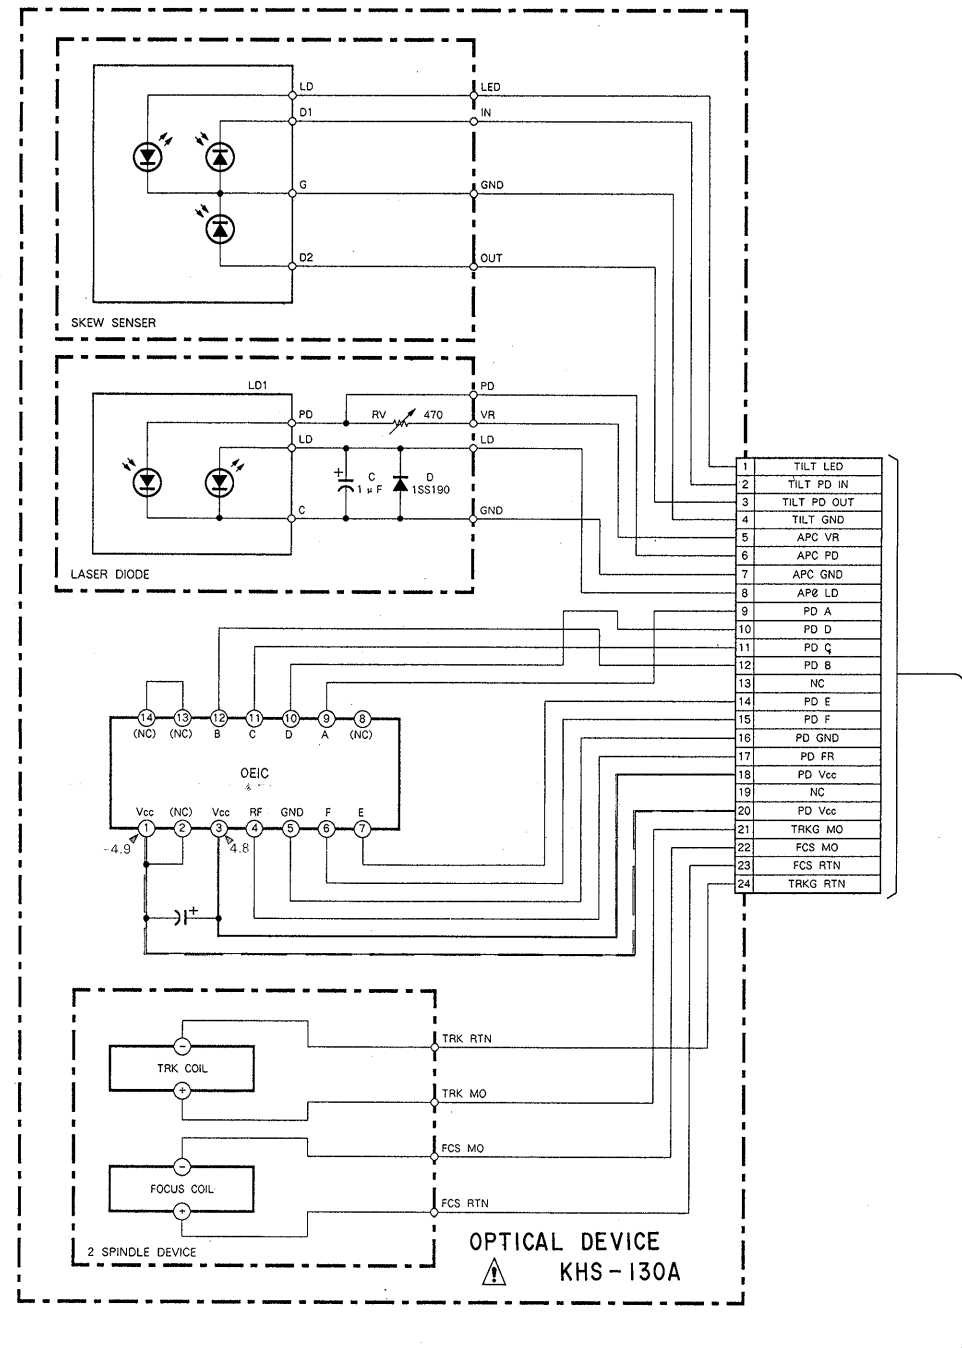 LD
LED
D1
IN
G
GND
D2
OUT
SKEW SENSER
LD1
PD
PD
RV 470
VR
LD
LD
+
C
1 μF
D
1SS190
C
GND
LASER DIODE
1 TILT LED
2 TILT PD IN
3 TILT PD OUT
4 TILT GND
5 APC VR
6 APC PD
7 APC GND
8 APC LD
9 PD A
10 PD D
11 PD C
12 PD B
13 NC
14 PD E
15 PD F
16 PD GND
17 PD FR
18 PD Vcc
19 NC
20 PD Vcc
21 TRKG MO
22 FCS MO
23 FCS RTN
24 TRKG RTN
14 13 12 11 10 9 8
(NC) (NC) B C D A (NC)
OEIC
Vcc (NC) Vcc RF GND F E
1 2 3 4 5 6 7
-4.9 4.8
+
−
TRK COIL
+
TRK RTN
TRK MO
−
FOCUS COIL
+
FCS MO
FCS RTN
2 SPINDLE DEVICE
OPTICAL DEVICE
! KHS-130A